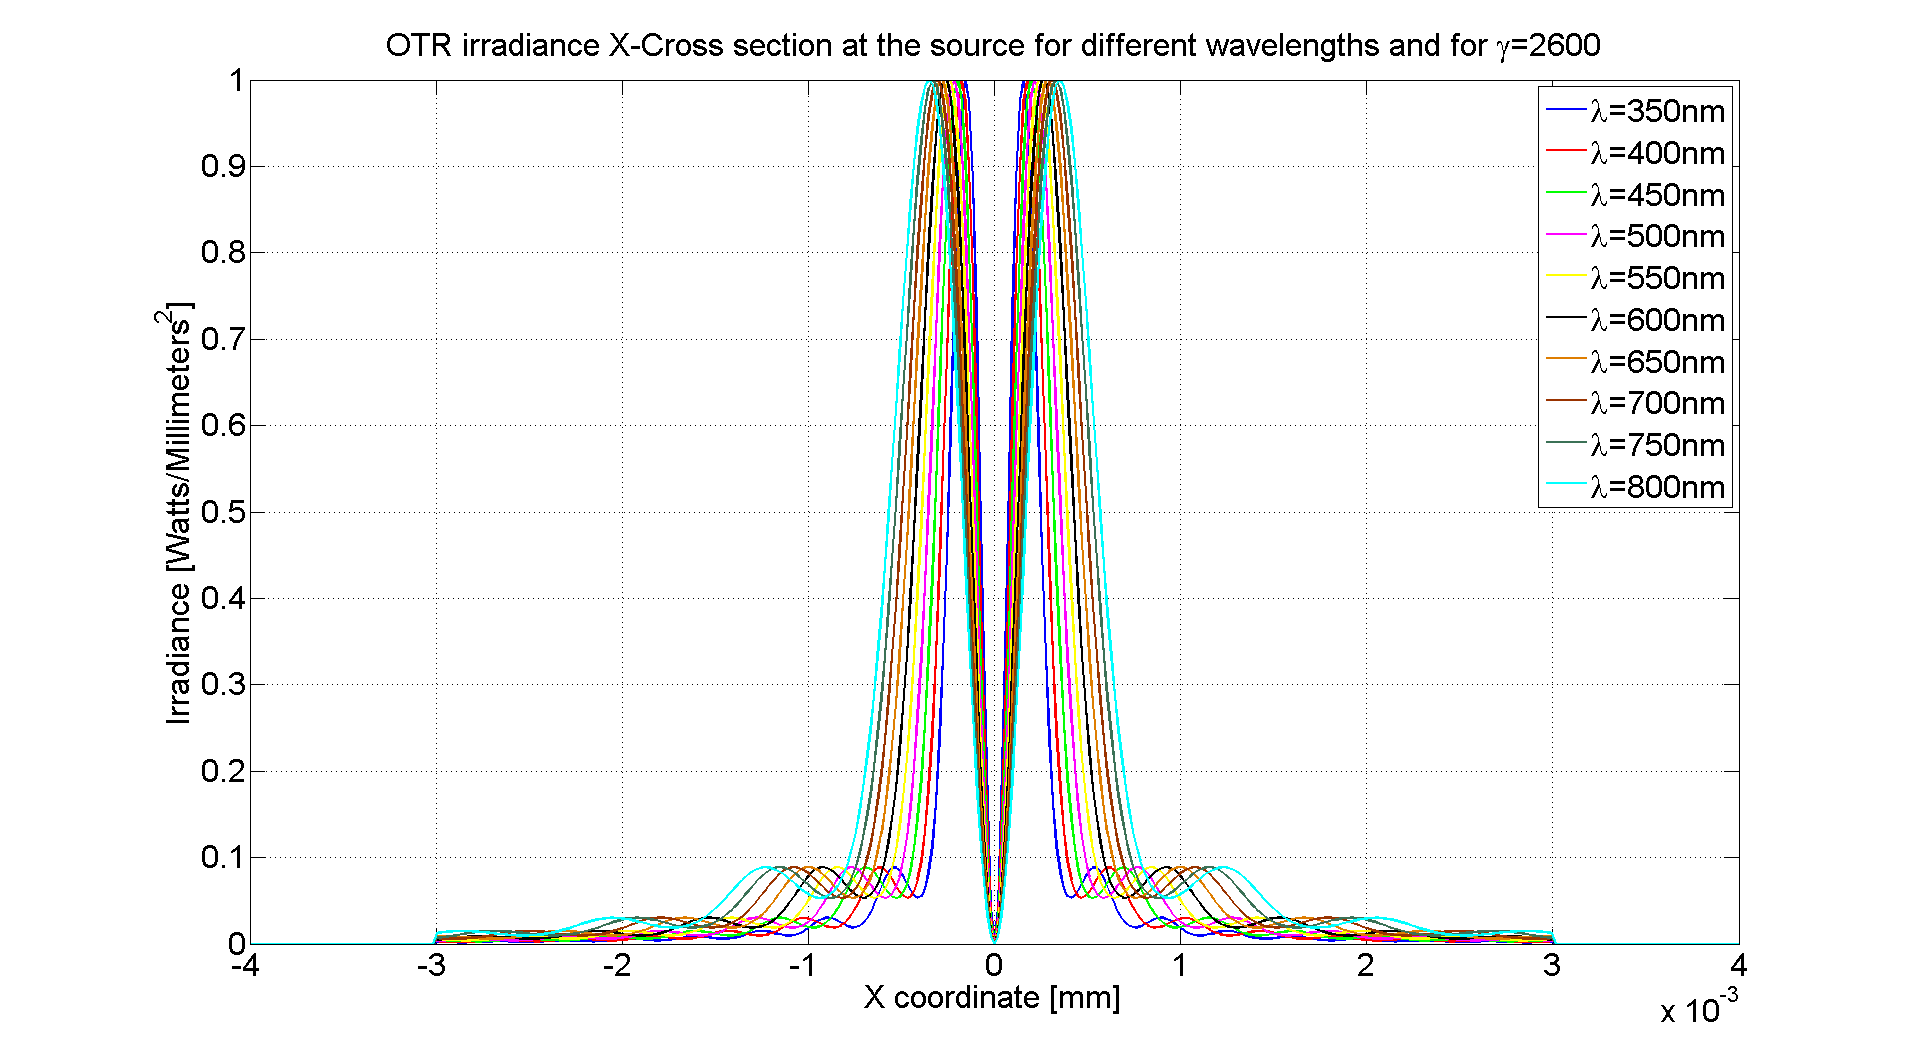 OTR irradiance X-Cross section at the source for different wavelengths and for γ=2600
Irradiance [Watts/Millimeters²]
1
0.9
0.8
0.7
0.6
0.5
0.4
0.3
0.2
0.1
0
-4
-3
-2
-1
0
1
2
3
4
X coordinate [mm]
x 10⁻³
λ=350nm
λ=400nm
λ=450nm
λ=500nm
λ=550nm
λ=600nm
λ=650nm
λ=700nm
λ=750nm
λ=800nm